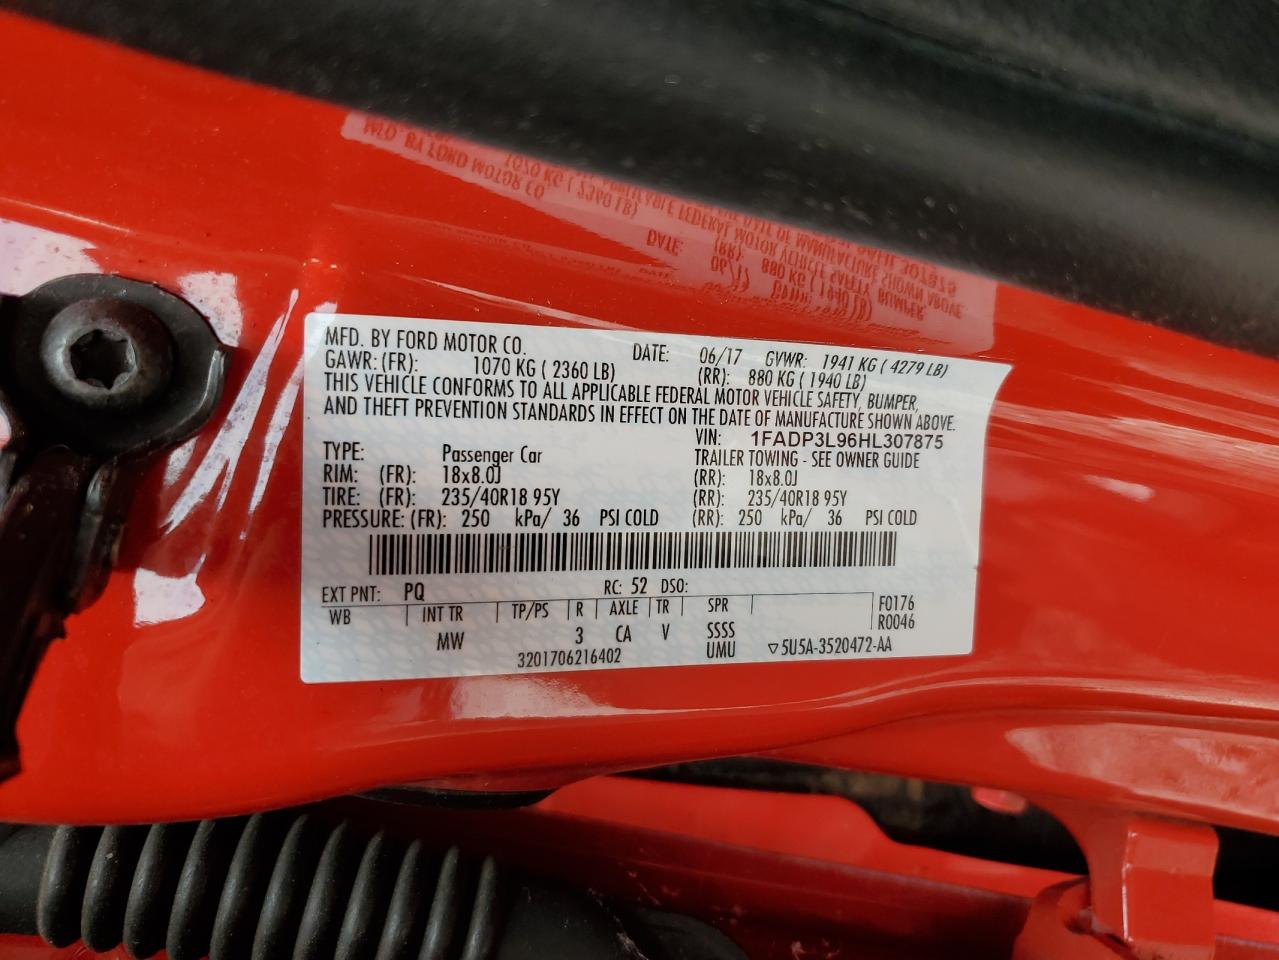 MFD. BY FORD MOTOR CO. DATE: 06/17 GVWR: 1941 KG ( 4279 LB)
GAWR: (FR): 1070 KG ( 2360 LB) (RR): 880 KG ( 1940 LB)
THIS VEHICLE CONFORMS TO ALL APPLICABLE FEDERAL MOTOR VEHICLE SAFETY, BUMPER,
AND THEFT PREVENTION STANDARDS IN EFFECT ON THE DATE OF MANUFACTURE SHOWN ABOVE.
VIN: 1FADP3L96HL307875
TYPE: Passenger Car TRAILER TOWING - SEE OWNER GUIDE
RIM: (FR): 18x8.0J (RR): 18x8.0J
TIRE: (FR): 235/40R18 95Y (RR): 235/40R18 95Y
PRESSURE: (FR): 250 kPa/ 36 PSI COLD (RR): 250 kPa/ 36 PSI COLD
EXT PNT: PQ RC: 52 DSO:
WB INT TR TP/PS R AXLE TR SPR F0176
R0046
MW 3 CA V SSSS
3201706216402 UMU ▽5U5A-3520472-AA